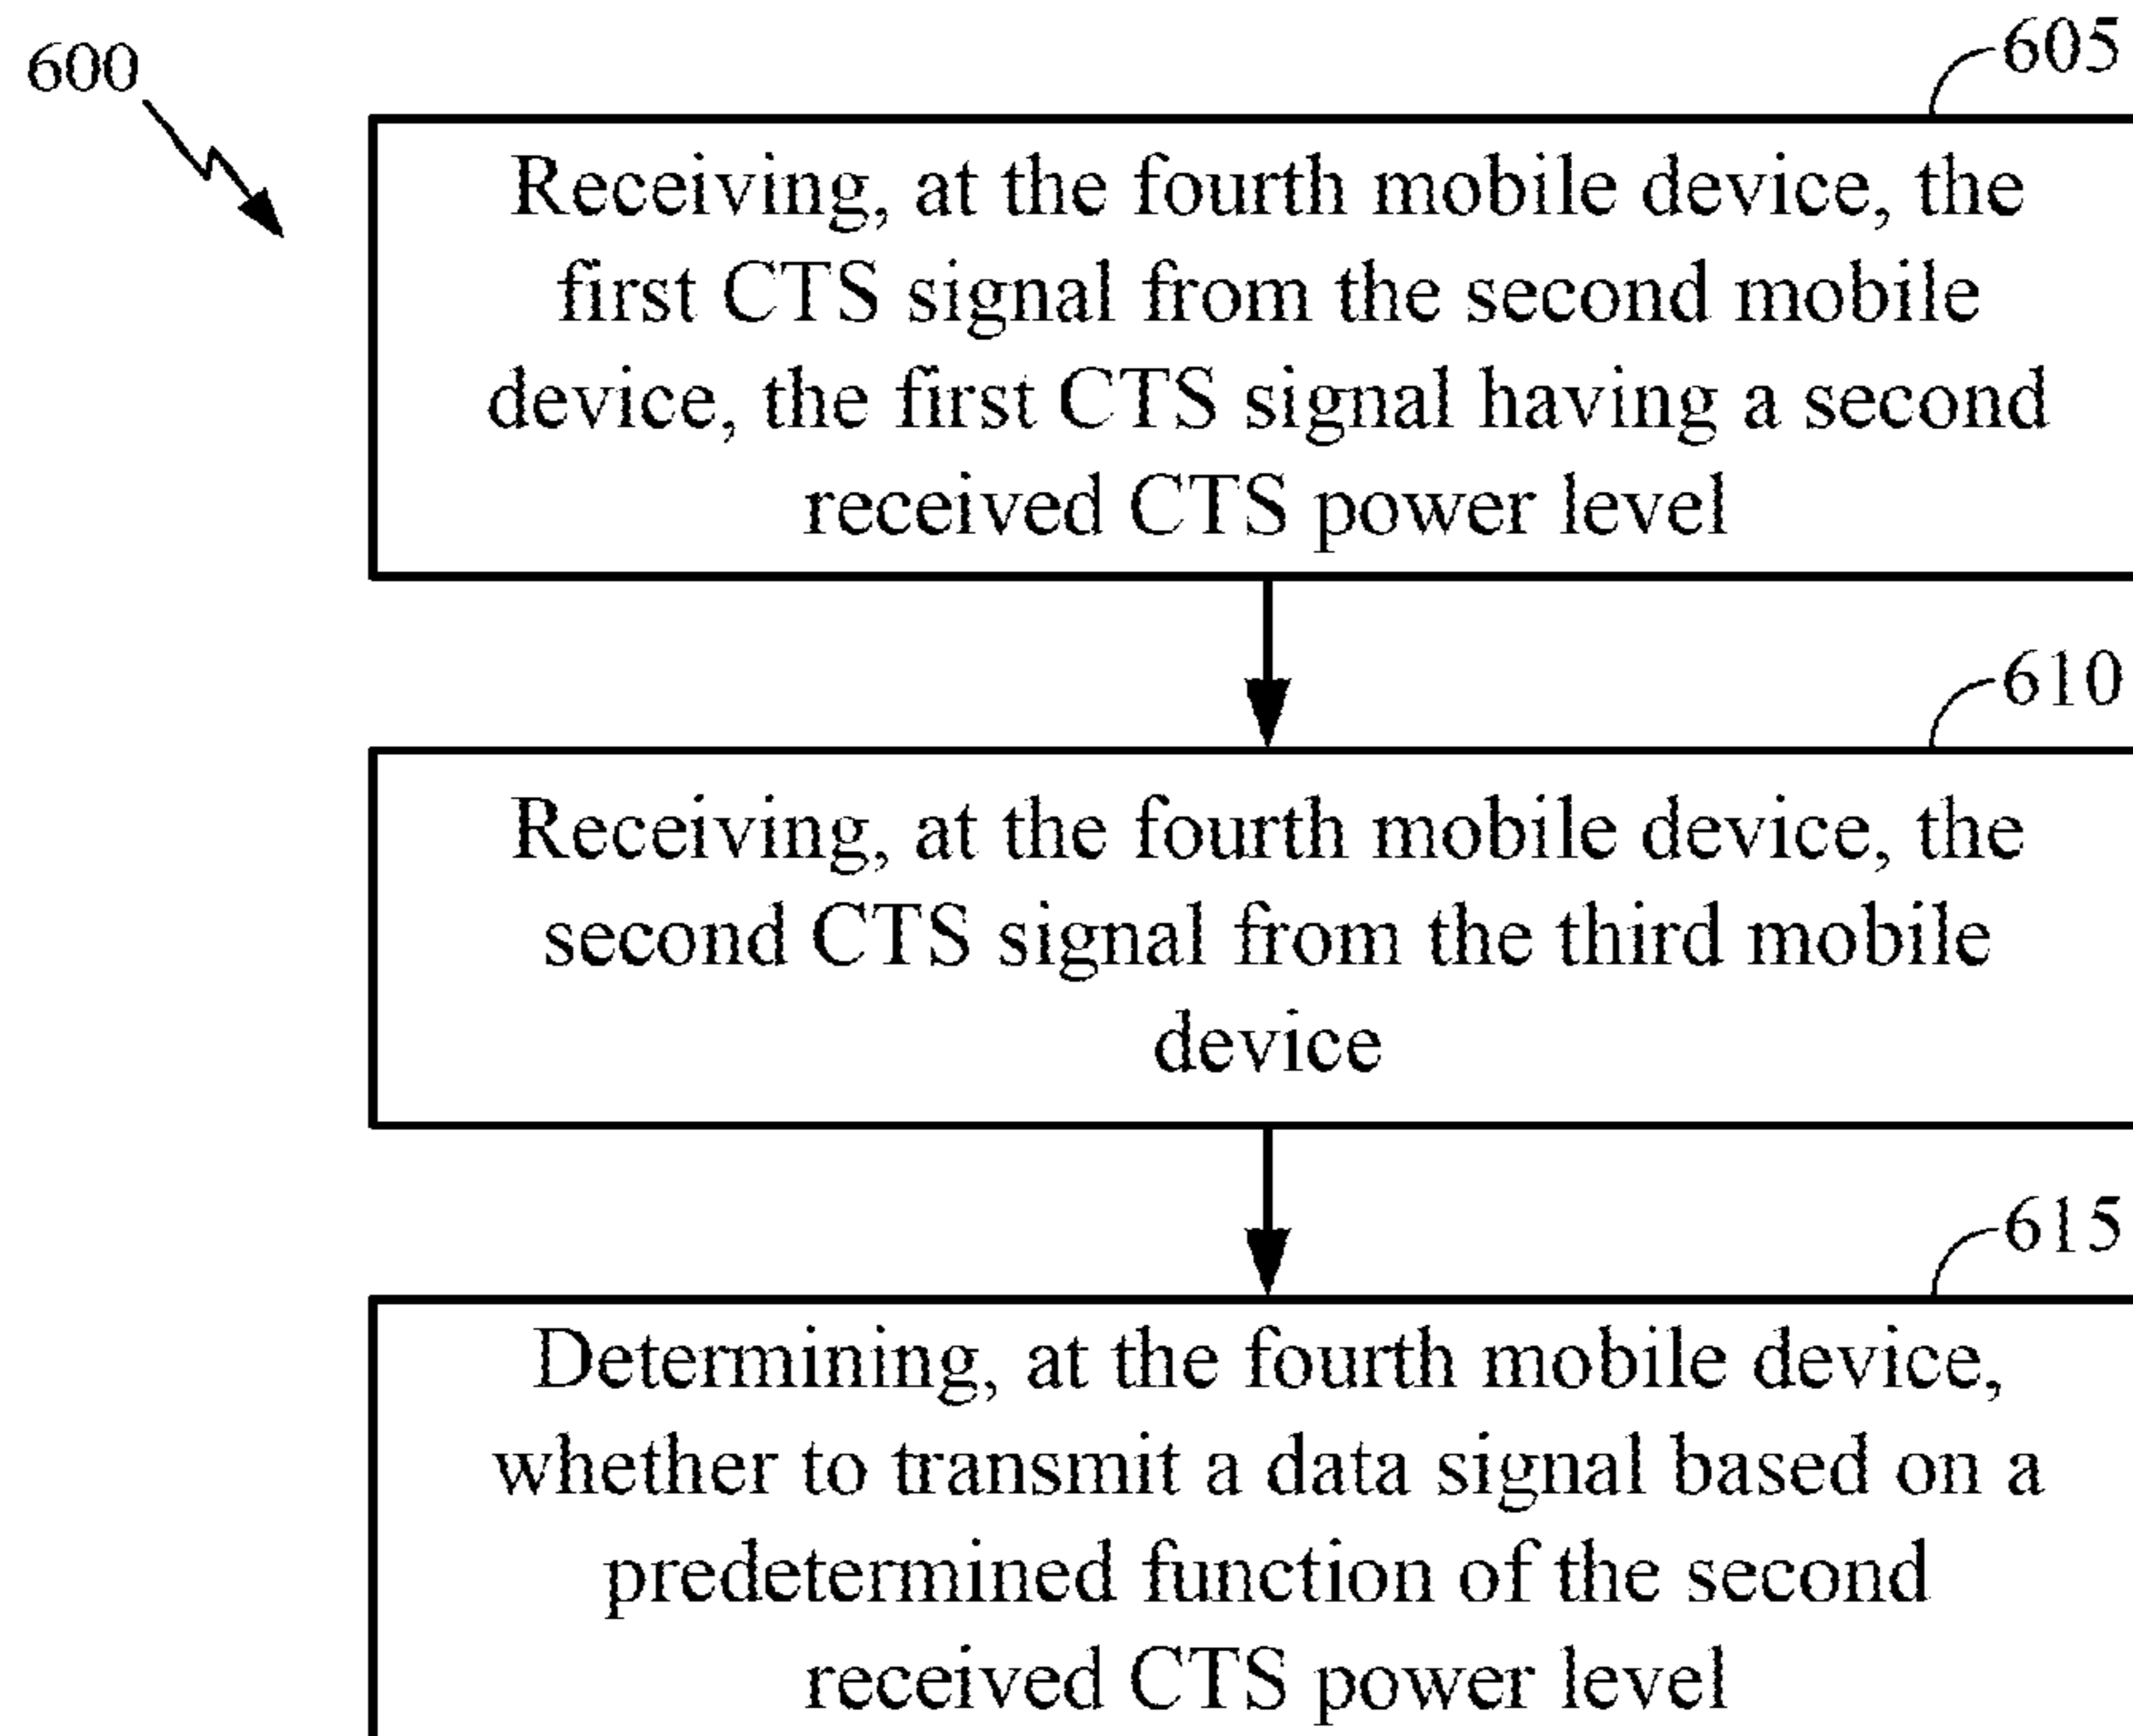 600
605
Receiving, at the fourth mobile device, the
first CTS signal from the second mobile
device, the first CTS signal having a second
received CTS power level
610
Receiving, at the fourth mobile device, the
second CTS signal from the third mobile
device
615
Determining, at the fourth mobile device,
whether to transmit a data signal based on a
predetermined function of the second
received CTS power level